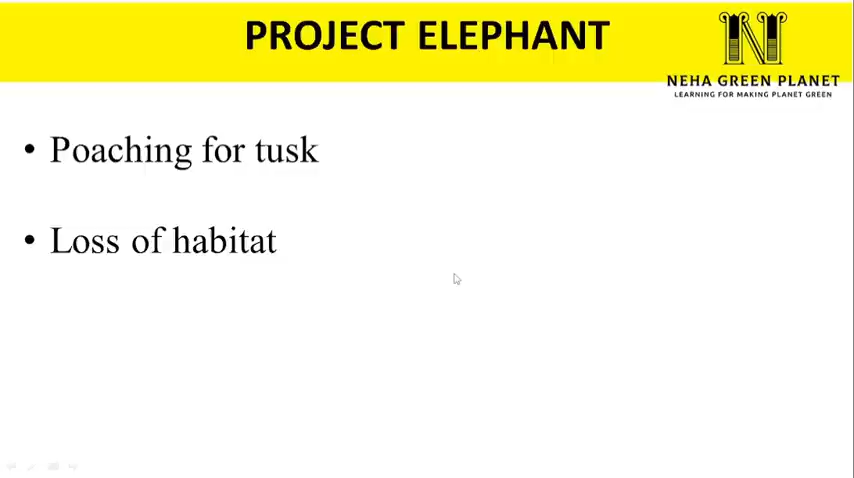 PROJECT ELEPHANT
N
NEHA GREEN PLANET
LEARNING FOR MAKING PLANET GREEN
• Poaching for tusk
• Loss of habitat